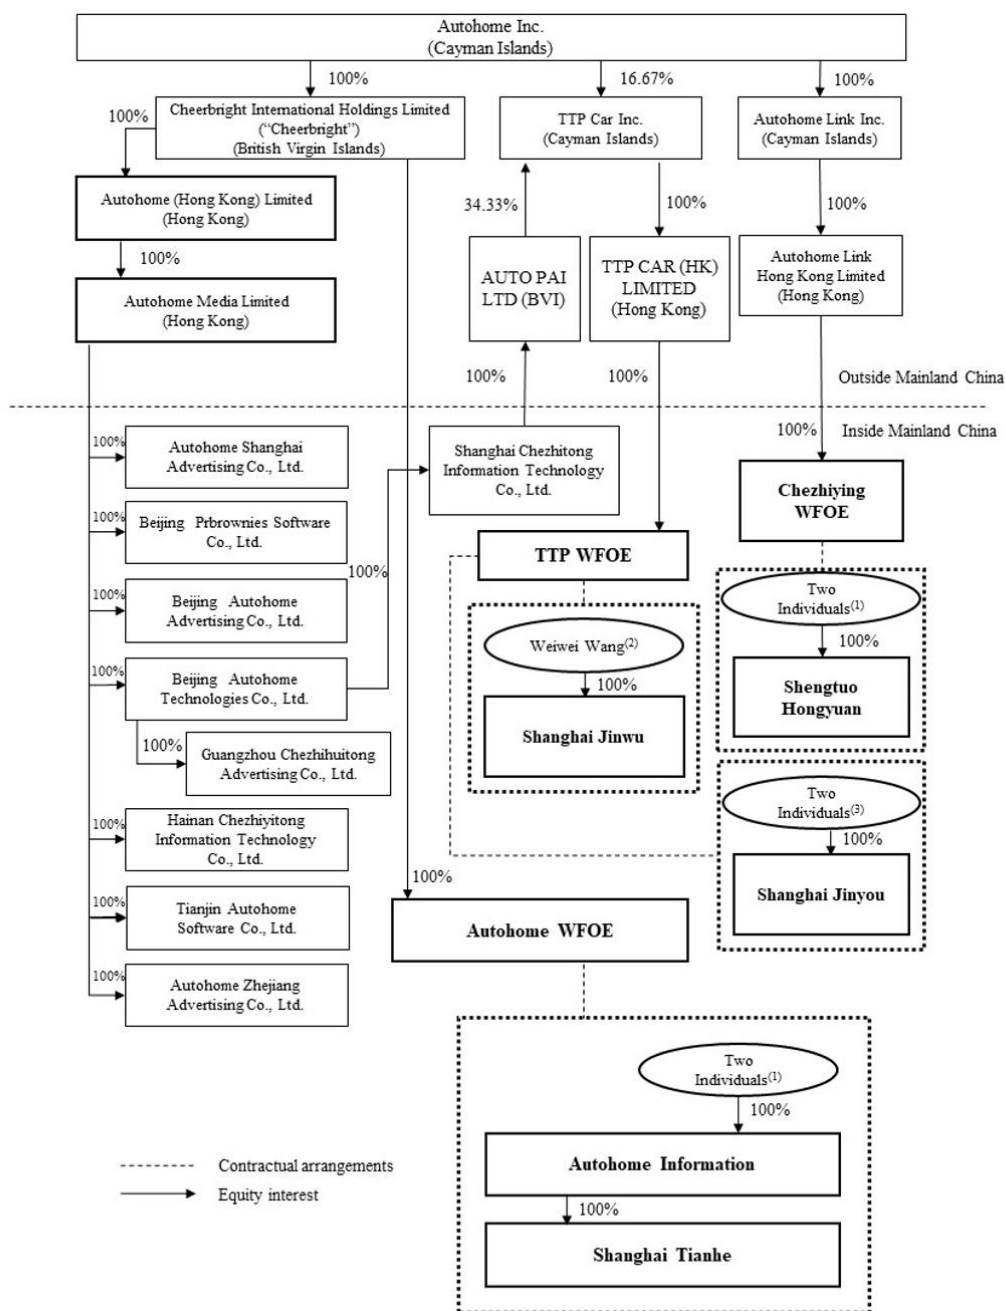 Autohome Inc.
(Cayman Islands)
100%
16.67%
100%
100%
Cheerbright International Holdings Limited
(“Cheerbright”)
(British Virgin Islands)
TTP Car Inc.
(Cayman Islands)
Autohome Link Inc.
(Cayman Islands)
Autohome (Hong Kong) Limited
(Hong Kong)
34.33%
100%
100%
100%
Autohome Media Limited
(Hong Kong)
AUTO PAI
LTD (BVI)
TTP CAR (HK)
LIMITED
(Hong Kong)
Autohome Link
Hong Kong Limited
(Hong Kong)
100%
100%
Outside Mainland China
Inside Mainland China
100%
100%
Autohome Shanghai
Advertising Co., Ltd.
Shanghai Chezhitong
Information Technology
Co., Ltd.
Chezhiying
WFOE
100%
Beijing Prbrownies Software
Co., Ltd.
TTP WFOE
100%
100%
Beijing Autohome
Advertising Co., Ltd.
Two
Individuals(1)
100%
Weiwei Wang(2)
100%
100%
Beijing Autohome
Technologies Co., Ltd.
Shengtuo
Hongyuan
Shanghai Jinwu
100%
Guangzhou Chezhihuitong
Advertising Co., Ltd.
Two
Individuals(3)
100%
100%
Hainan Chezhiyitong
Information Technology
Co., Ltd.
Shanghai Jinyou
100%
100%
Tianjin Autohome
Software Co., Ltd.
Autohome WFOE
100%
Autohome Zhejiang
Advertising Co., Ltd.
Two
Individuals(1)
100%
Autohome Information
100%
Shanghai Tianhe
Contractual arrangements
Equity interest